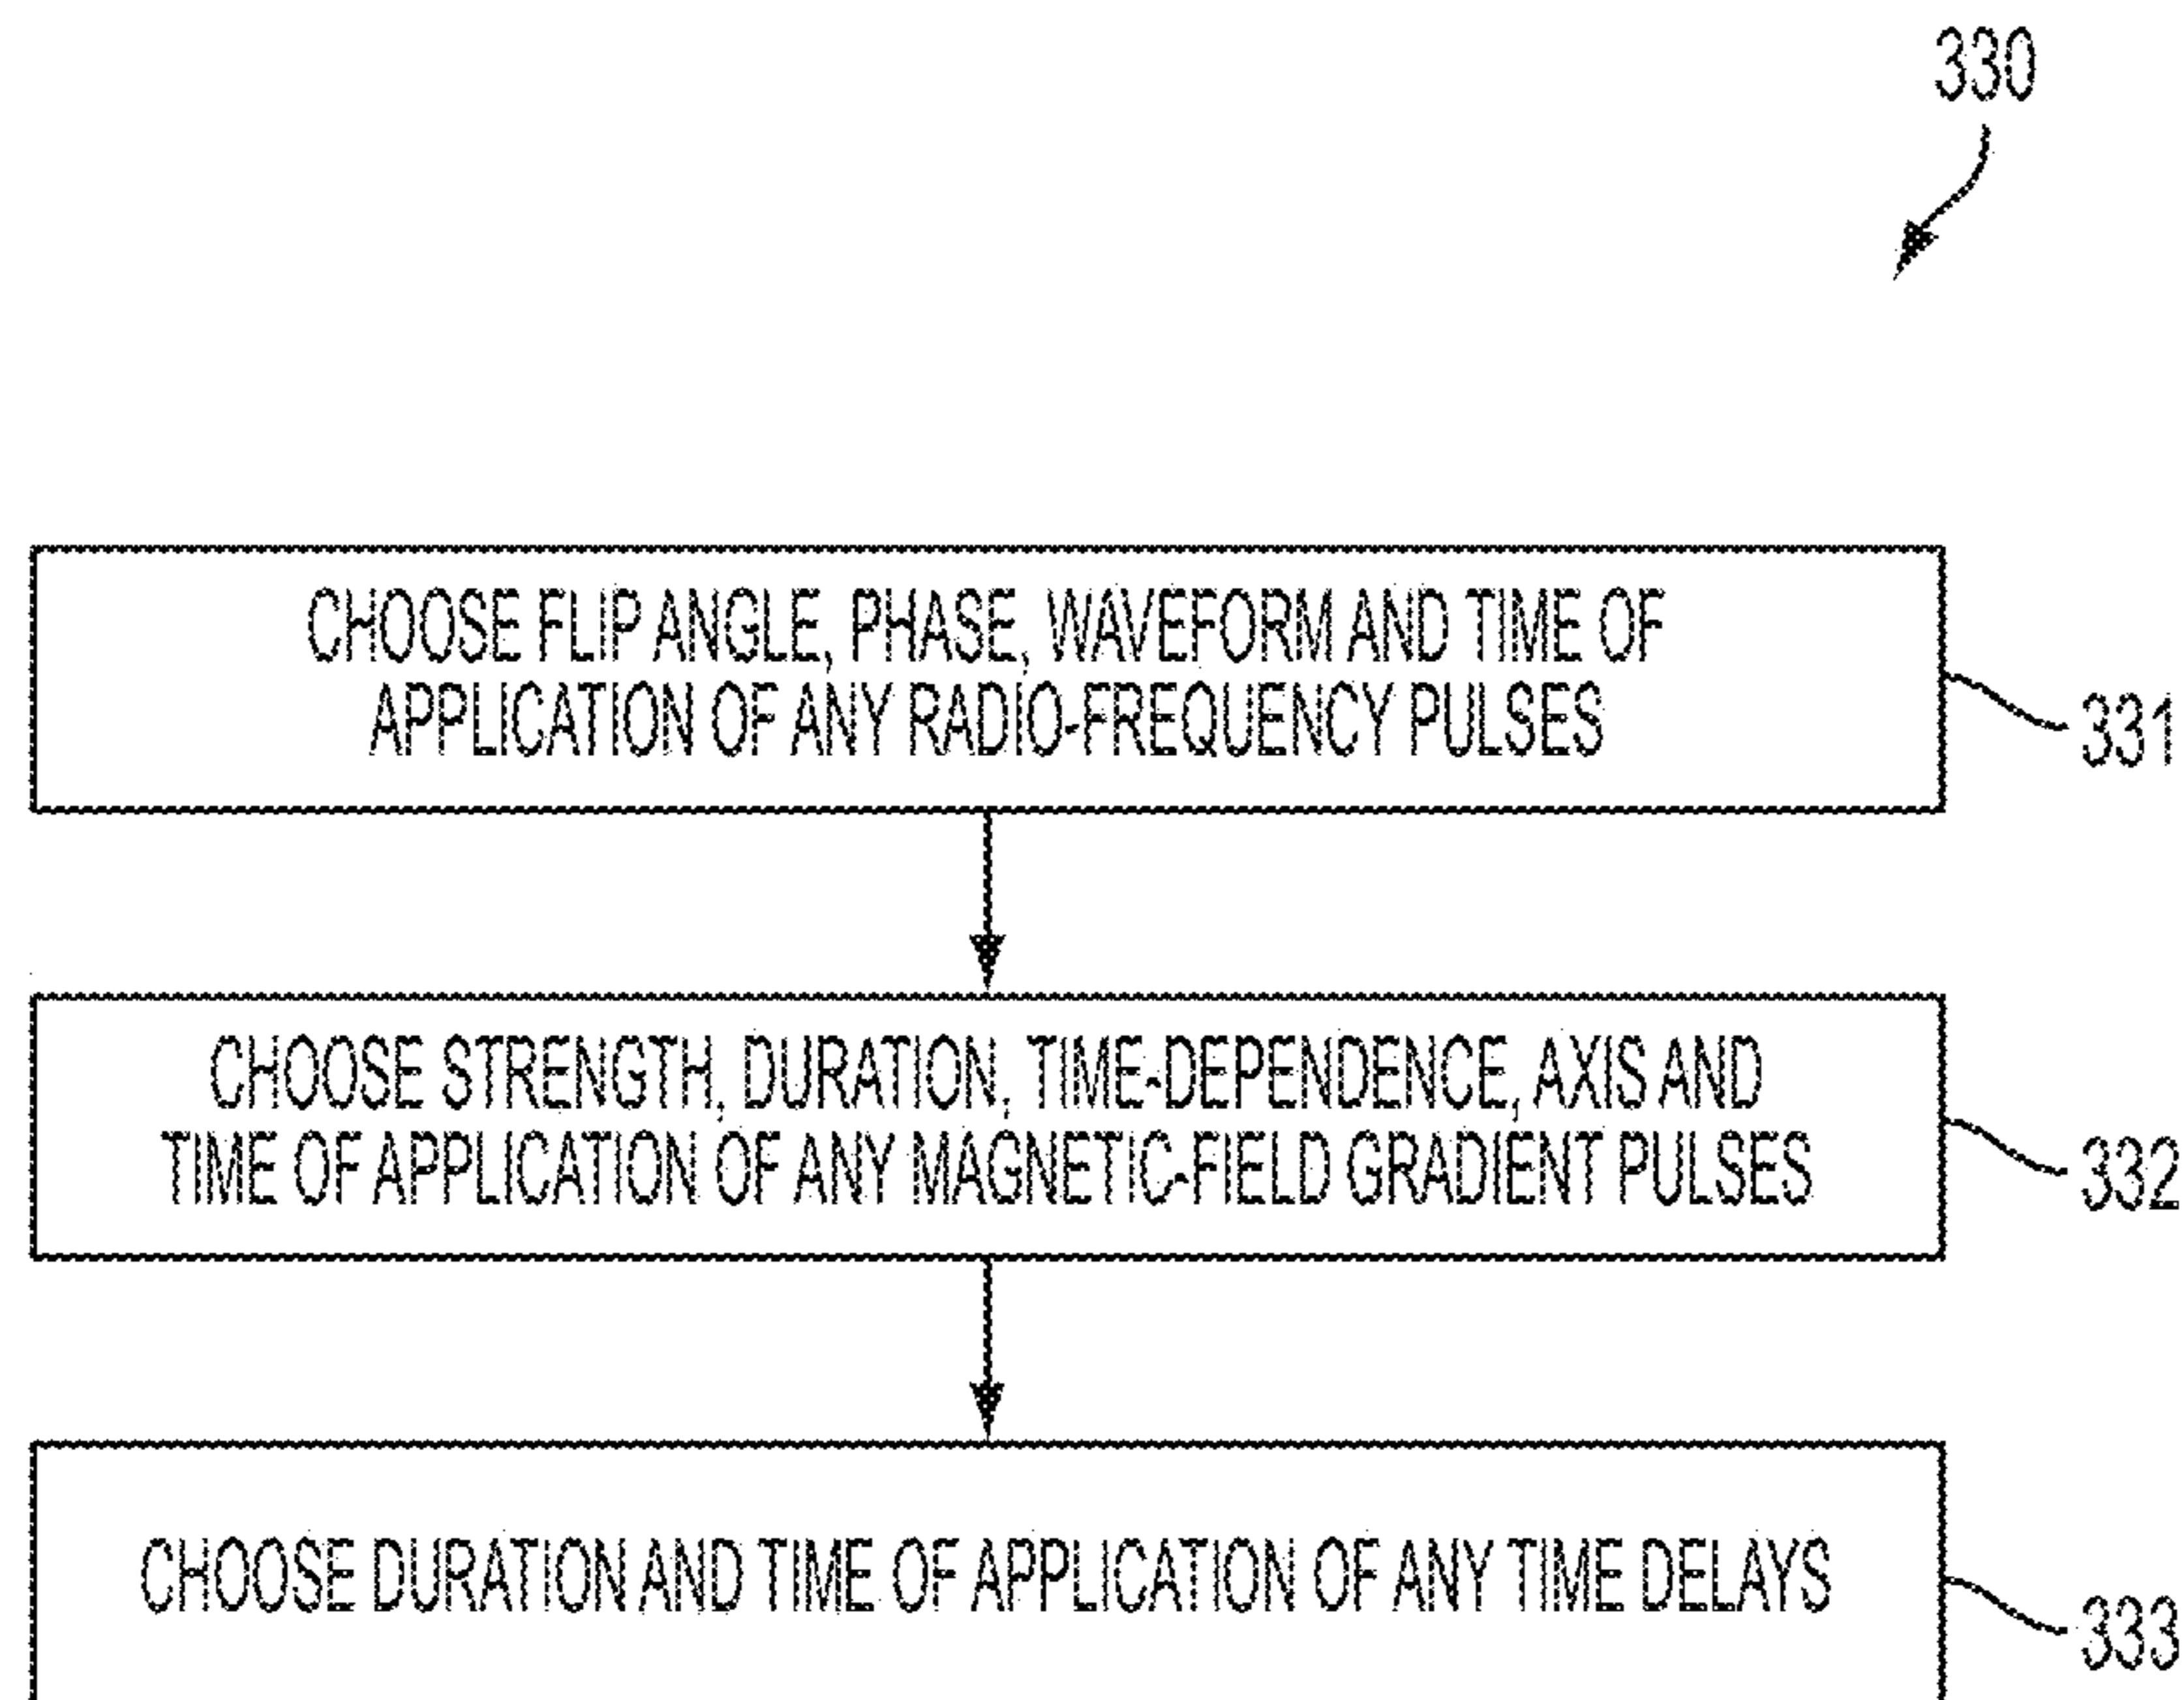 330
CHOOSE FLIP ANGLE, PHASE, WAVEFORM AND TIME OF
APPLICATION OF ANY RADIO-FREQUENCY PULSES
331
CHOOSE STRENGTH, DURATION, TIME-DEPENDENCE, AXIS AND
TIME OF APPLICATION OF ANY MAGNETIC-FIELD GRADIENT PULSES
332
CHOOSE DURATION AND TIME OF APPLICATION OF ANY TIME DELAYS
333